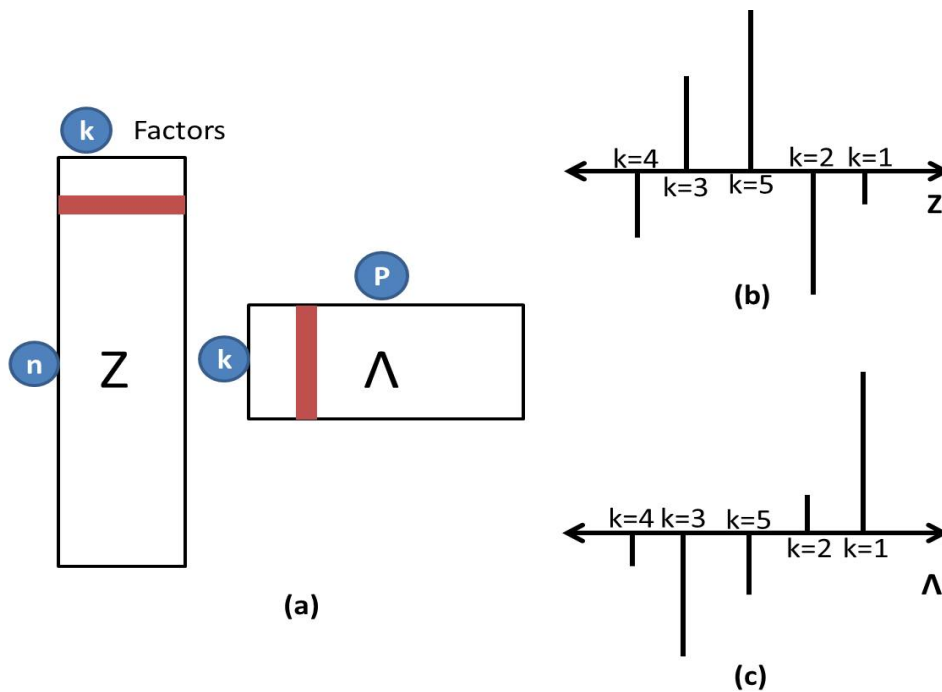 k Factors
n
Z
P
k
Λ
(a)
k=4
k=3
k=5
k=2
k=1
Z
(b)
k=4
k=3
k=5
k=2
k=1
Λ
(c)